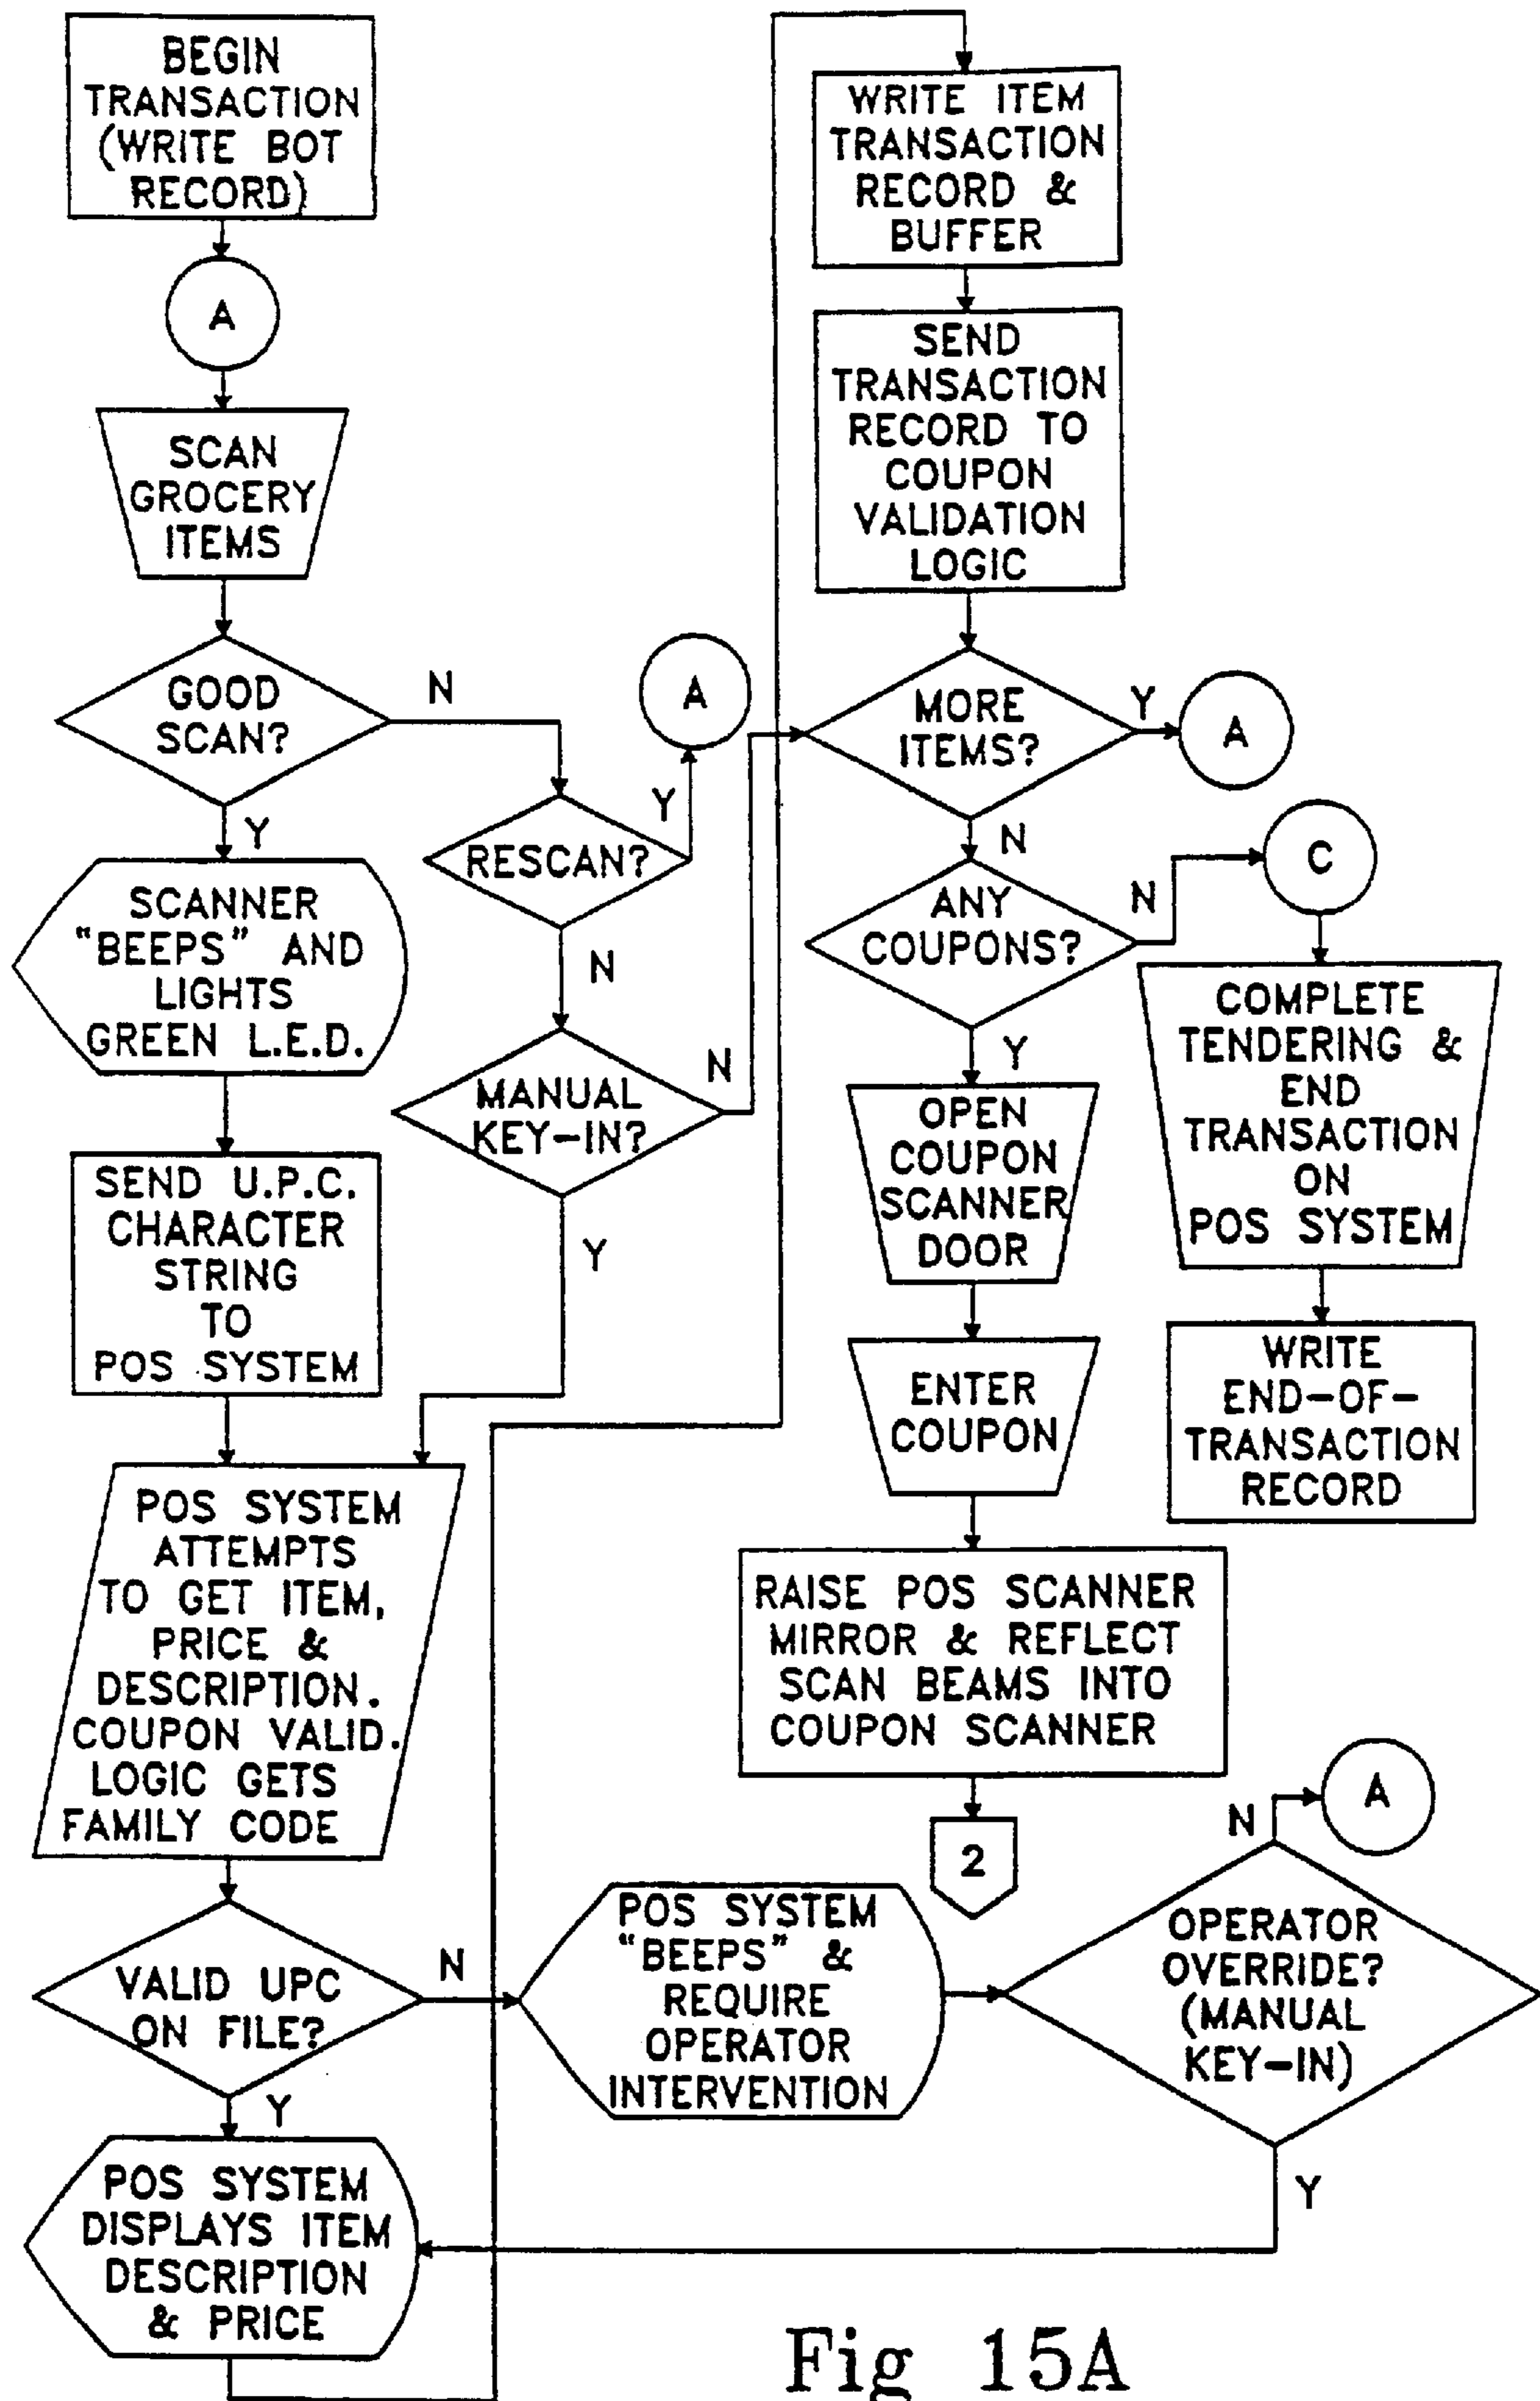 BEGIN
TRANSACTION
(WRITE BOT
RECORD)
A
SCAN
GROCERY
ITEMS
GOOD
SCAN?
N
A
Y
RESCAN?
Y
N
SCANNER
"BEEPS" AND
LIGHTS
GREEN L.E.D.
MANUAL
KEY-IN?
N
Y
SEND U.P.C.
CHARACTER
STRING
TO
POS SYSTEM
POS SYSTEM
ATTEMPTS
TO GET ITEM,
PRICE &
DESCRIPTION.
COUPON VALID.
LOGIC GETS
FAMILY CODE
VALID UPC
ON FILE?
N
Y
POS SYSTEM
DISPLAYS ITEM
DESCRIPTION
& PRICE
WRITE ITEM
TRANSACTION
RECORD &
BUFFER
SEND
TRANSACTION
RECORD TO
COUPON
VALIDATION
LOGIC
MORE
ITEMS?
Y
A
N
ANY
COUPONS?
N
C
Y
COMPLETE
TENDERING &
END
TRANSACTION
ON
POS SYSTEM
WRITE
END-OF-
TRANSACTION
RECORD
OPEN
COUPON
SCANNER
DOOR
ENTER
COUPON
RAISE POS SCANNER
MIRROR & REFLECT
SCAN BEAMS INTO
COUPON SCANNER
2
POS SYSTEM
"BEEPS" &
REQUIRE
OPERATOR
INTERVENTION
OPERATOR
OVERRIDE?
(MANUAL
KEY-IN)
N
A
Y
Fig 15A